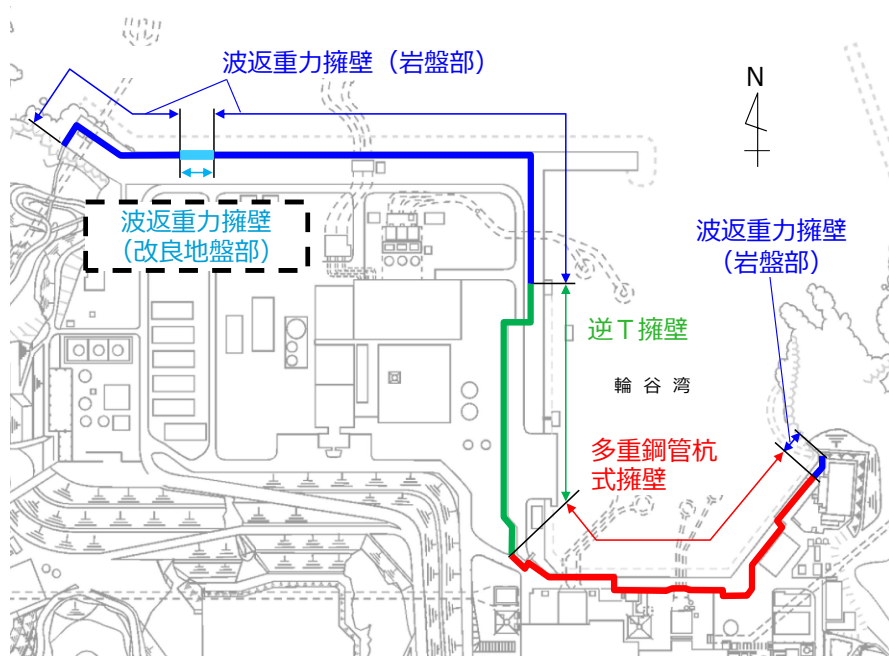 波返重力擁壁（岩盤部）
N
波返重力擁壁
（改良地盤部）
波返重力擁壁
（岩盤部）
逆Ｔ擁壁
輪谷湾
多重鋼管杭
式擁壁